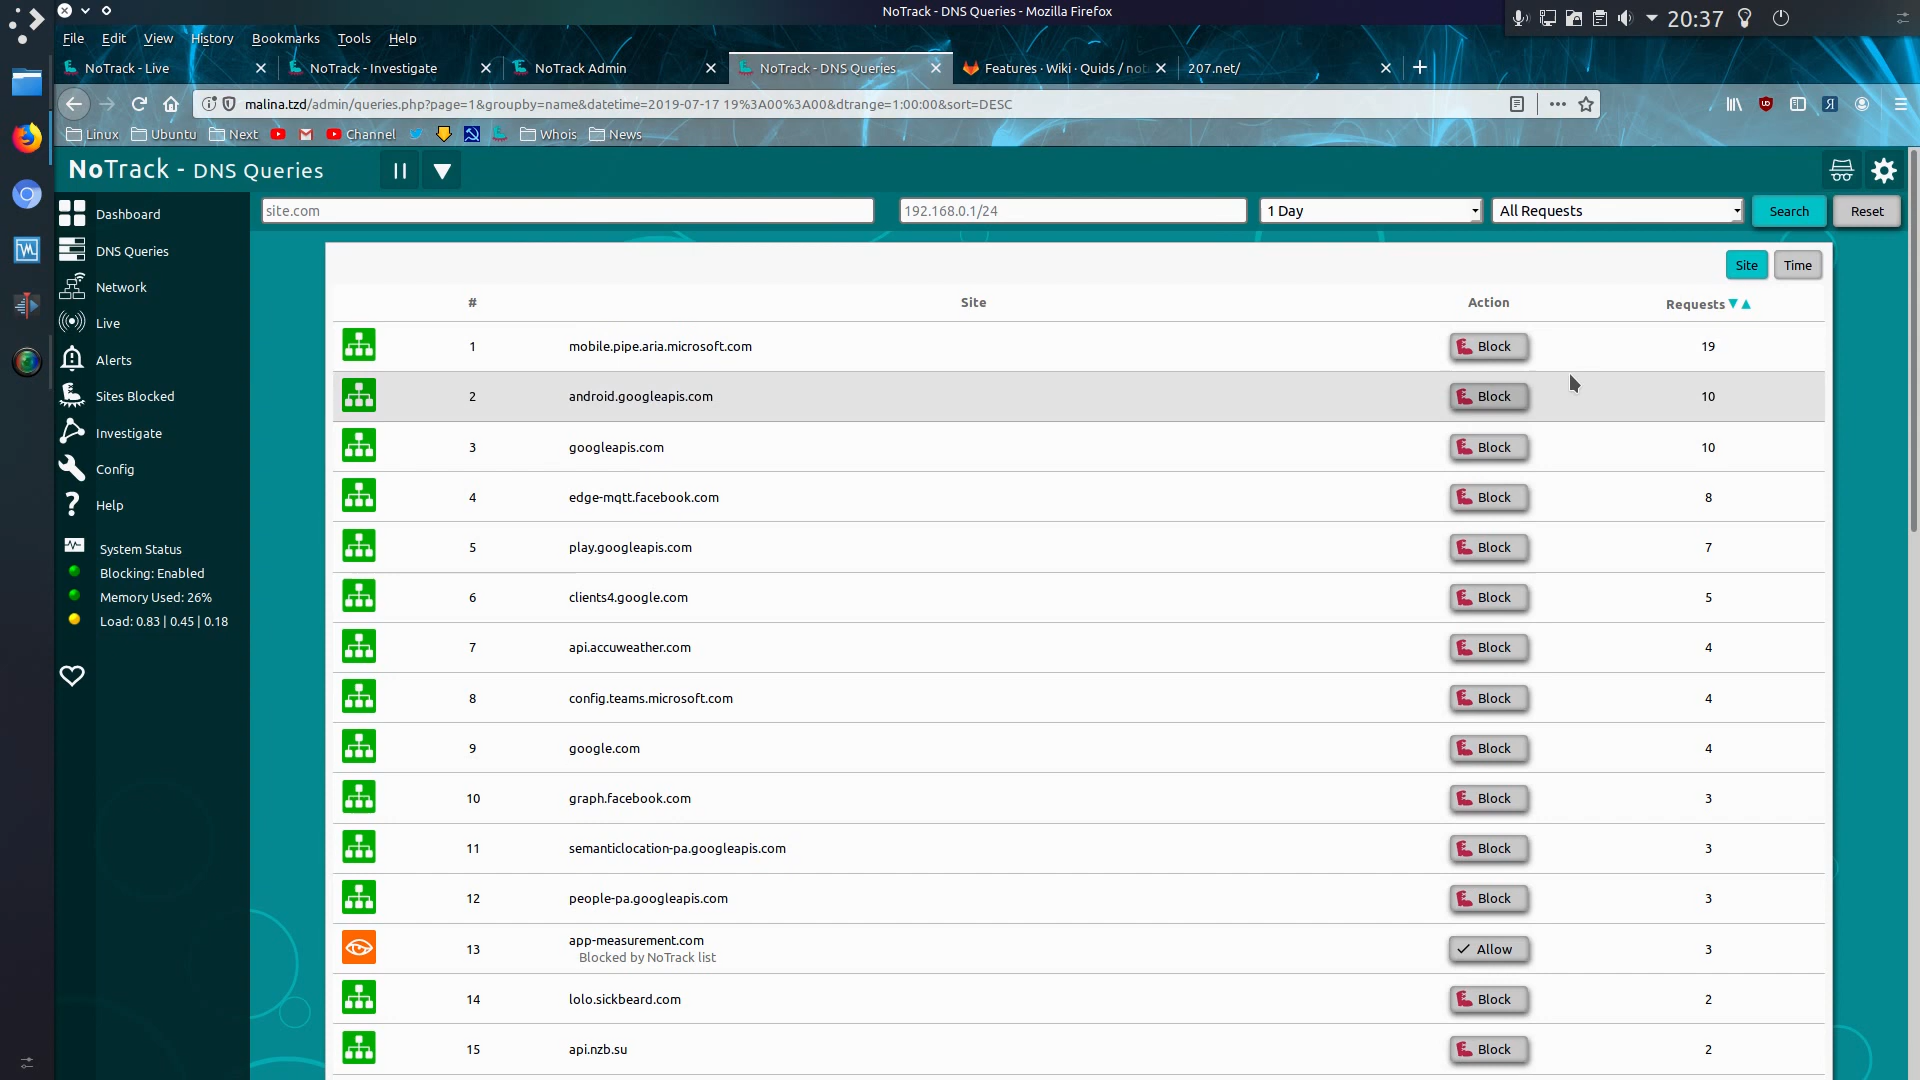 NoTrack - DNS Queries - Mozilla Firefox
20:37
File Edit View History Bookmarks Tools Help
NoTrack - Live
NoTrack - Investigate
NoTrack Admin
NoTrack - DNS Queries
Features · Wiki · Quids / not
207.net/
malina.tzd/admin/queries.php?page=1&groupby=name&datetime=2019-07-17 19%3A00%3A00&dtrange=1:00:00&sort=DESC
Linux Ubuntu Next Channel Whois News
NoTrack - DNS Queries
site.com 192.168.0.1/24 1 Day All Requests Search Reset
Dashboard
DNS Queries
Network
Live
Alerts
Sites Blocked
Investigate
Config
Help
System Status
Blocking: Enabled
Memory Used: 26%
Load: 0.83 | 0.45 | 0.18
Site Time
# Site Action Requests ▼▲
1 mobile.pipe.aria.microsoft.com Block 19
2 android.googleapis.com Block 10
3 googleapis.com Block 10
4 edge-mqtt.facebook.com Block 8
5 play.googleapis.com Block 7
6 clients4.google.com Block 5
7 api.accuweather.com Block 4
8 config.teams.microsoft.com Block 4
9 google.com Block 4
10 graph.facebook.com Block 3
11 semanticlocation-pa.googleapis.com Block 3
12 people-pa.googleapis.com Block 3
13 app-measurement.com Allow 3
Blocked by NoTrack list
14 lolo.sickbeard.com Block 2
15 api.nzb.su Block 2